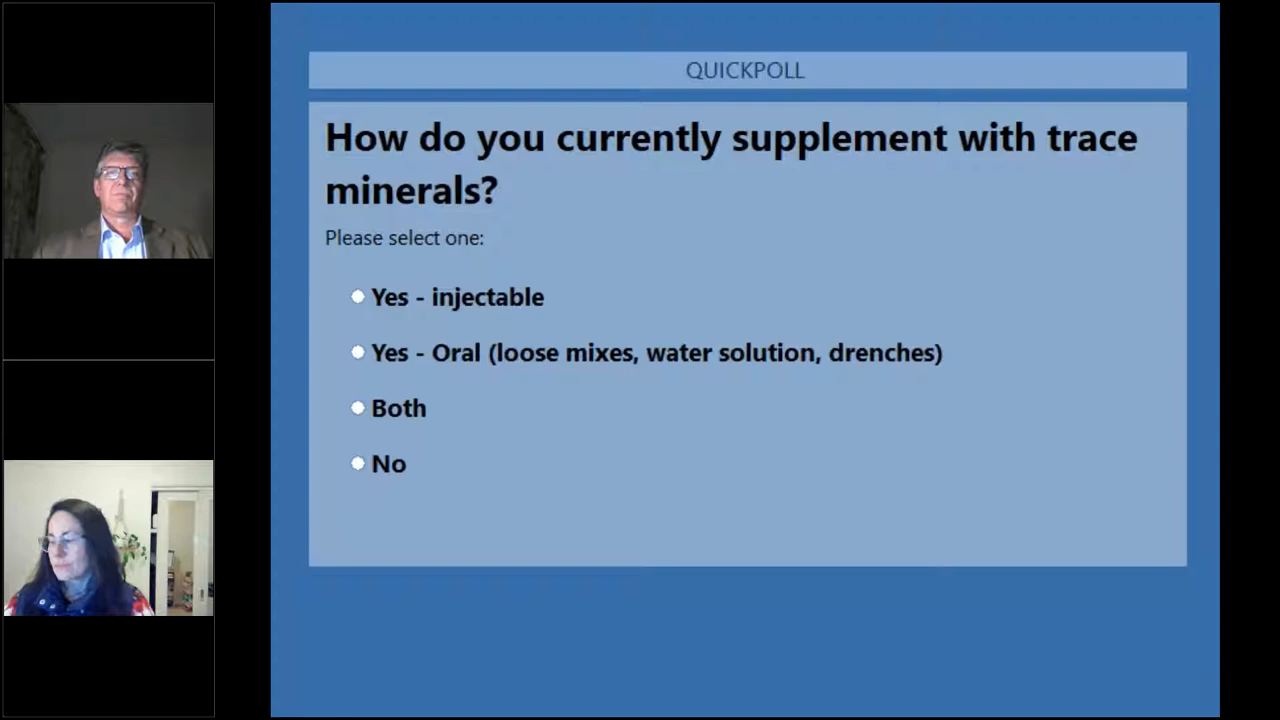 QUICKPOLL
How do you currently supplement with trace
minerals?
Please select one:
Yes - injectable
Yes - Oral (loose mixes, water solution, drenches)
Both
No